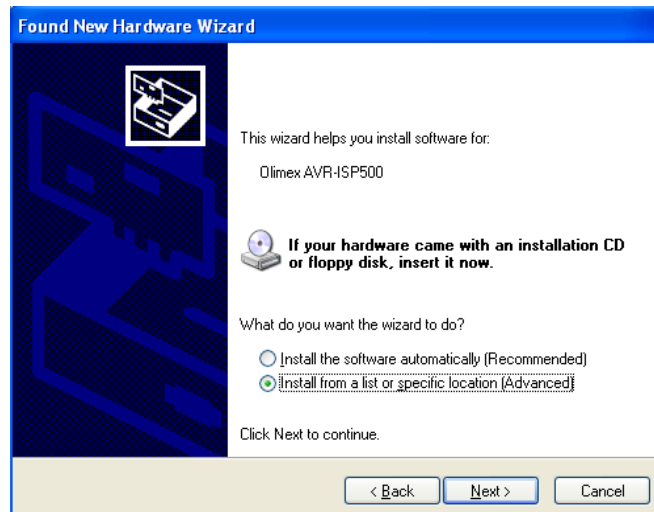 Found New Hardware Wizard
This wizard helps you install software for:
Olimex AVR-ISP500
If your hardware came with an installation CD
or floppy disk, insert it now.
What do you want the wizard to do?
Install the software automatically (Recommended)
Install from a list or specific location (Advanced)
Click Next to continue.
< Back
Next >
Cancel